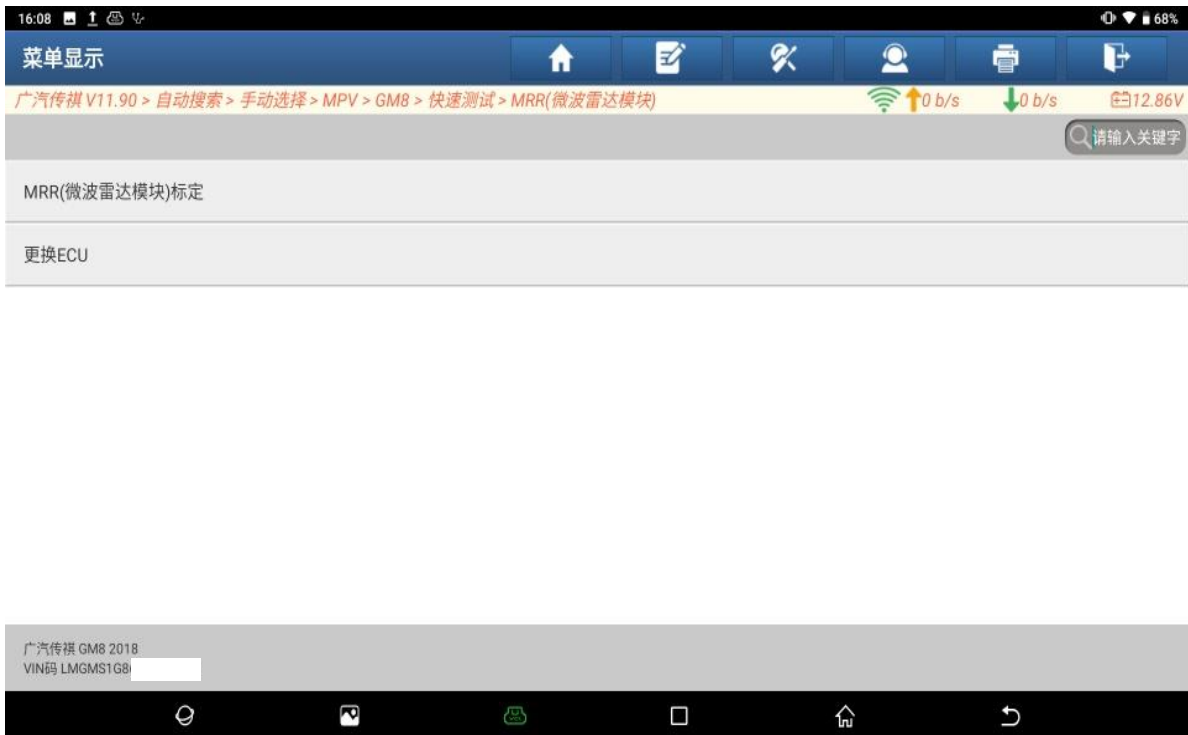 16:08
68%
菜单显示
广汽传祺 V11.90 > 自动搜索 > 手动选择 > MPV > GM8 > 快速测试 > MRR(微波雷达模块)
0 b/s
0 b/s
12.86V
请输入关键字
MRR(微波雷达模块)标定
更换ECU
广汽传祺 GM8 2018
VIN码 LMGMS1G8